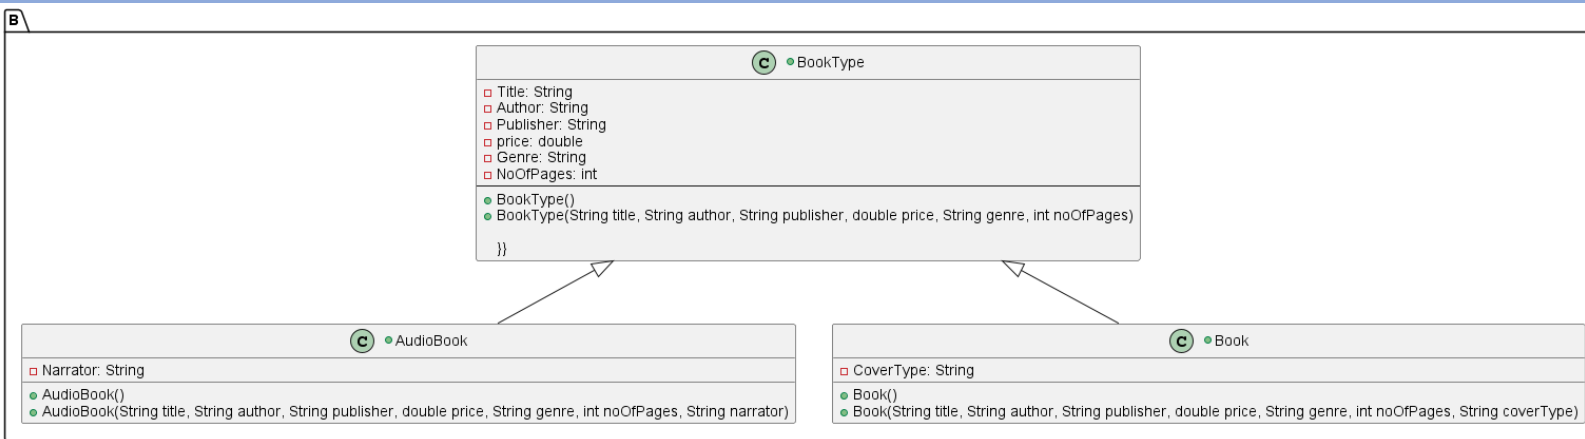 B
C BookType
Title: String
Author: String
Publisher: String
price: double
Genre: String
NoOfPages: int
BookType()
BookType(String title, String author, String publisher, double price, String genre, int noOfPages)
}}
C AudioBook
Narrator: String
AudioBook()
AudioBook(String title, String author, String publisher, double price, String genre, int noOfPages, String narrator)
C Book
CoverType: String
Book()
Book(String title, String author, String publisher, double price, String genre, int noOfPages, String coverType)